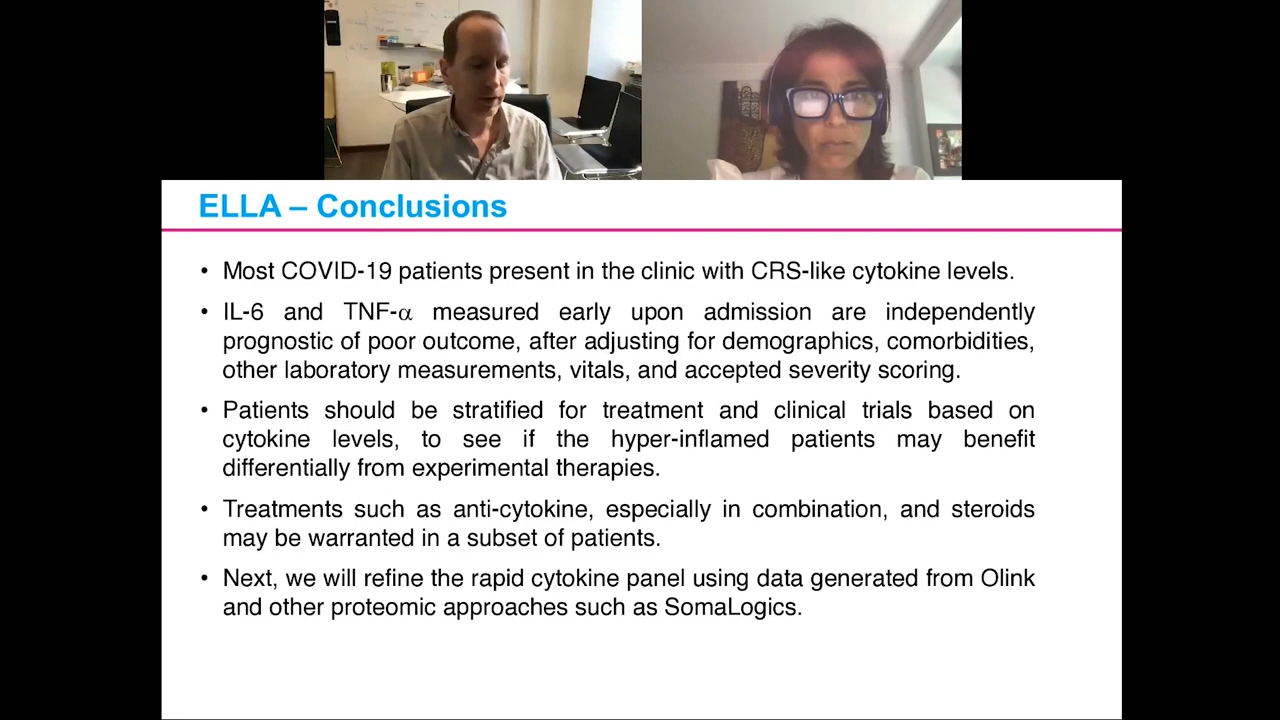 ELLA – Conclusions
• Most COVID-19 patients present in the clinic with CRS-like cytokine levels.
• IL-6 and TNF-α measured early upon admission are independently
prognostic of poor outcome, after adjusting for demographics, comorbidities,
other laboratory measurements, vitals, and accepted severity scoring.
• Patients should be stratified for treatment and clinical trials based on
cytokine levels, to see if the hyper-inflamed patients may benefit
differentially from experimental therapies.
• Treatments such as anti-cytokine, especially in combination, and steroids
may be warranted in a subset of patients.
• Next, we will refine the rapid cytokine panel using data generated from Olink
and other proteomic approaches such as SomaLogics.